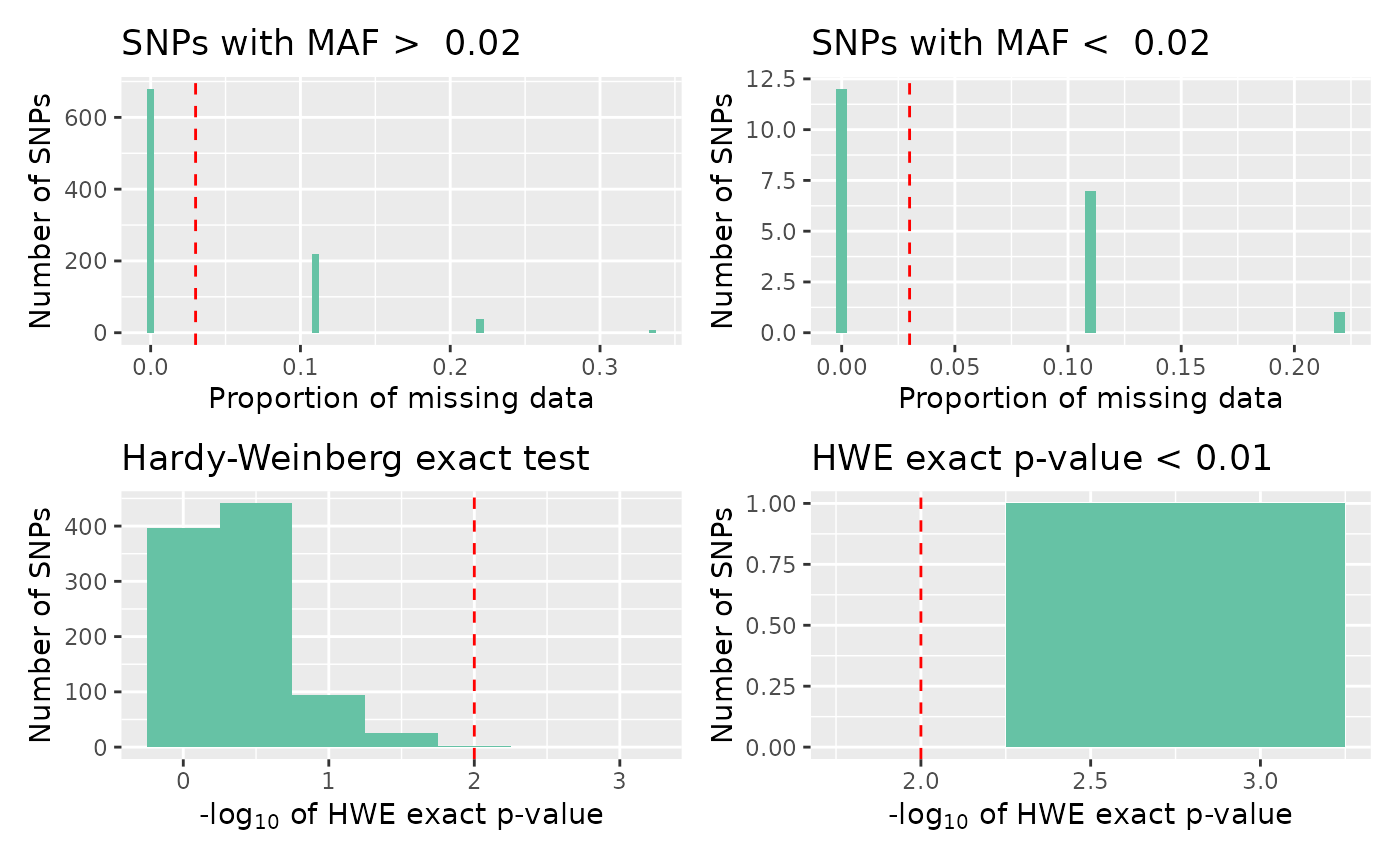 SNPs with MAF >  0.02
Number of SNPs
600
400
200
0
0.0 0.1 0.2 0.3
Proportion of missing data
SNPs with MAF <  0.02
Number of SNPs
12.5
10.0
7.5
5.0
2.5
0.0
0.00 0.05 0.10 0.15 0.20
Proportion of missing data
Hardy-Weinberg exact test
Number of SNPs
400
300
200
100
0
0 1 2 3
-log₁₀ of HWE exact p-value
HWE exact p-value < 0.01
Number of SNPs
1.00
0.75
0.50
0.25
0.00
2.0 2.5 3.0
-log₁₀ of HWE exact p-value